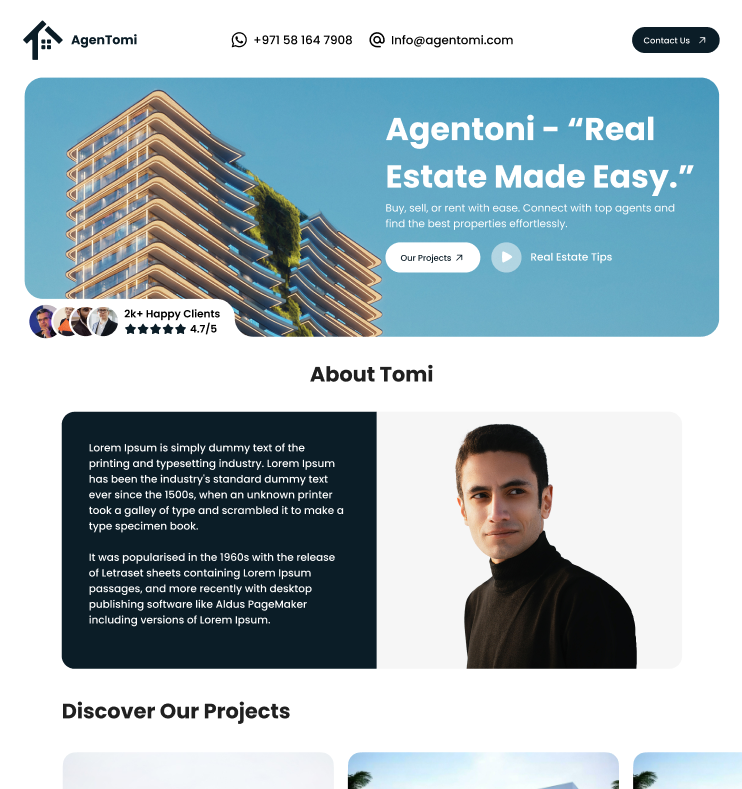 AgenTomi
+971 58 164 7908
Info@agentomi.com
Contact Us
Agentoni - “Real
Estate Made Easy.”
Buy, sell, or rent with ease. Connect with top agents and
find the best properties effortlessly.
Our Projects
Real Estate Tips
2k+ Happy Clients
4.7/5
About Tomi
Lorem Ipsum is simply dummy text of the
printing and typesetting industry. Lorem Ipsum
has been the industry's standard dummy text
ever since the 1500s, when an unknown printer
took a galley of type and scrambled it to make a
type specimen book.
It was popularised in the 1960s with the release
of Letraset sheets containing Lorem Ipsum
passages, and more recently with desktop
publishing software like Aldus PageMaker
including versions of Lorem Ipsum.
Discover Our Projects